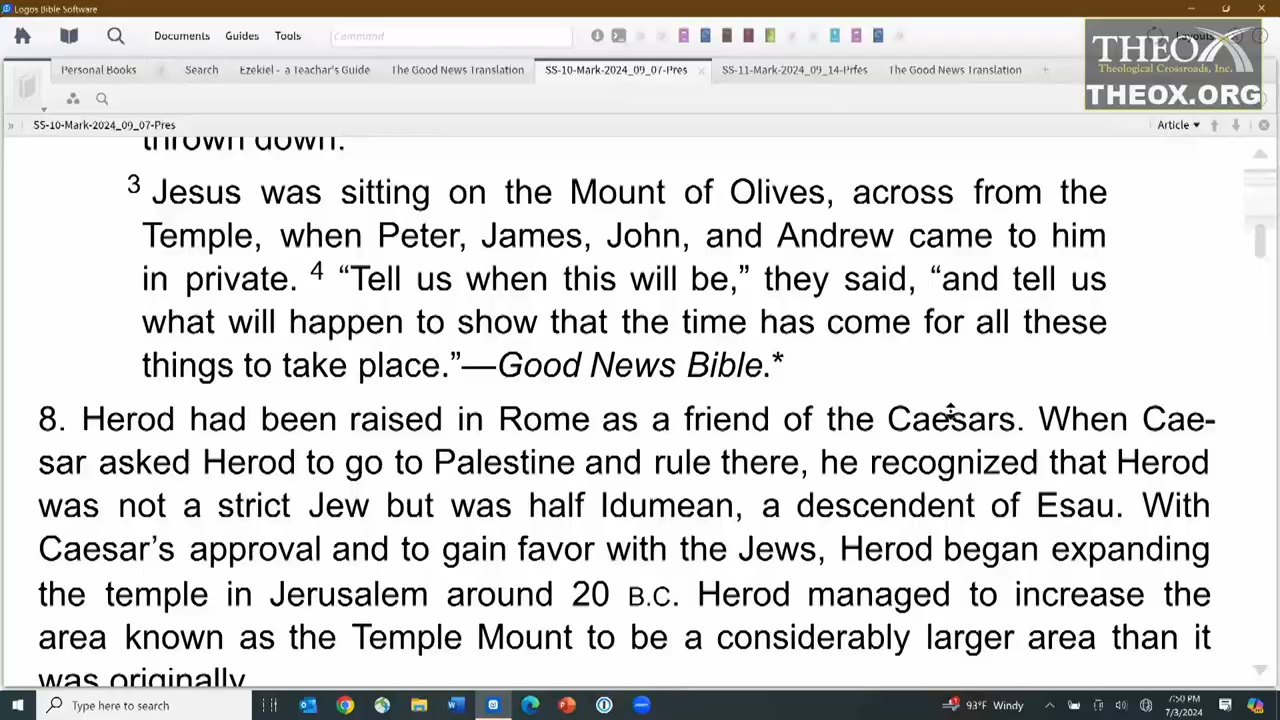 Logos Bible Software
Documents Guides Tools Command
THEOX
Theological Crossroads, Inc.
THEOX.ORG
Personal Books Search Ezekiel - a Teacher's Guide The Good News Translation SS-10-Mark-2024_09_07-Pres SS-11-Mark-2024_09_14-Prfes The Good News Translation
SS-10-Mark-2024_09_07-Pres Article
thrown down.
3 Jesus was sitting on the Mount of Olives, across from the
Temple, when Peter, James, John, and Andrew came to him
in private. 4 “Tell us when this will be,” they said, “and tell us
what will happen to show that the time has come for all these
things to take place.”—Good News Bible.*
8. Herod had been raised in Rome as a friend of the Caesars. When Cae-
sar asked Herod to go to Palestine and rule there, he recognized that Herod
was not a strict Jew but was half Idumean, a descendent of Esau. With
Caesar’s approval and to gain favor with the Jews, Herod began expanding
the temple in Jerusalem around 20 B.C. Herod managed to increase the
area known as the Temple Mount to be a considerably larger area than it
was originally
Type here to search 93°F Windy 7:50 PM
7/3/2024